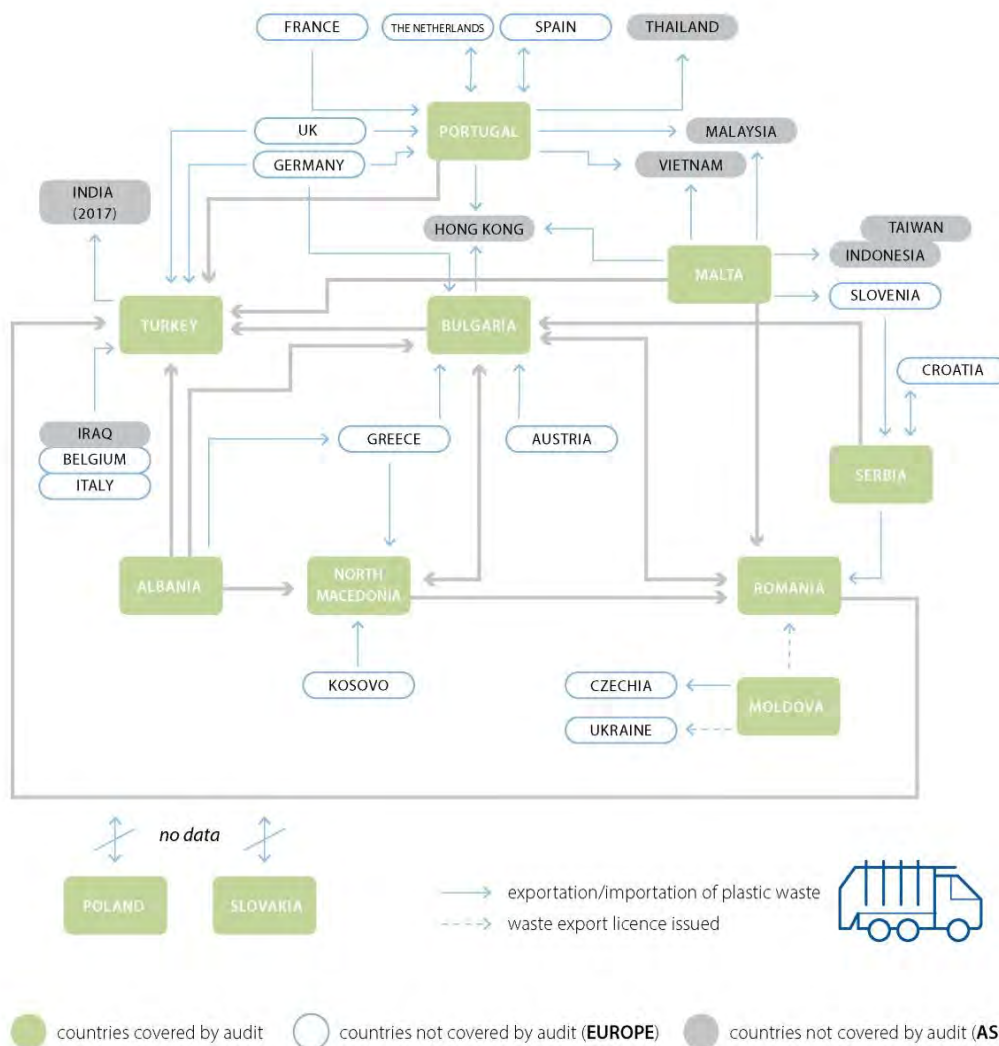 FRANCE
THE NETHERLANDS
SPAIN
THAILAND
PORTUGAL
UK
MALAYSIA
GERMANY
VIETNAM
INDIA
(2017)
HONG KONG
TAIWAN
INDONESIA
MALTA
SLOVENIA
TURKEY
BULGARIA
CROATIA
IRAQ
GREECE
AUSTRIA
BELGIUM
ITALY
SERBIA
ALBANIA
NORTH
MACEDONIA
ROMANIA
KOSOVO
CZECHIA
MOLDOVA
UKRAINE
no data
POLAND
SLOVAKIA
exportation/importation of plastic waste
waste export licence issued
countries covered by audit
countries not covered by audit (EUROPE)
countries not covered by audit (AS